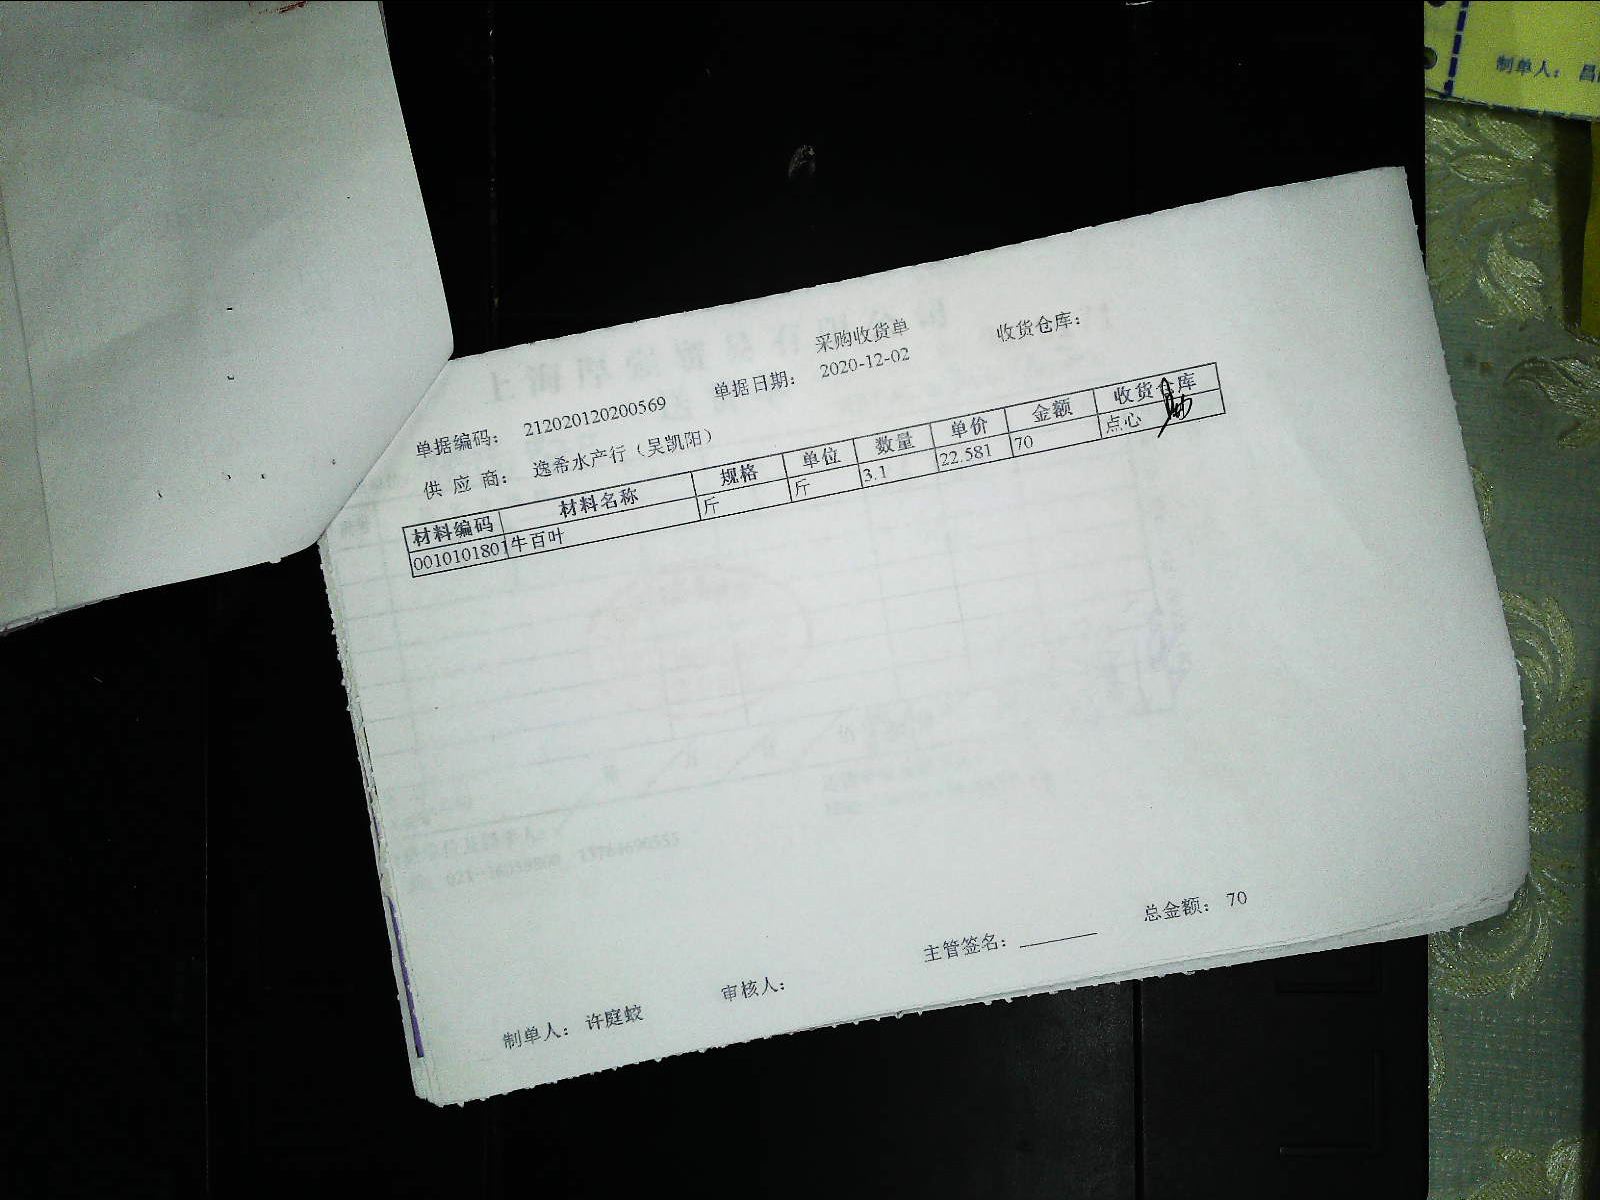 制单人：
采购收货单
收货仓库：
单据编码： 212020120200569 单据日期： 2020-12-02
供 应 商： 逸希水产行（吴凯阳）
材料编码 材料名称 规格 单位 数量 单价 金额 收货仓库
0010101801 牛百叶 斤 斤 3.1 22.581 70 点心
总金额： 70
主管签名：
审核人：
制单人： 许庭蛟